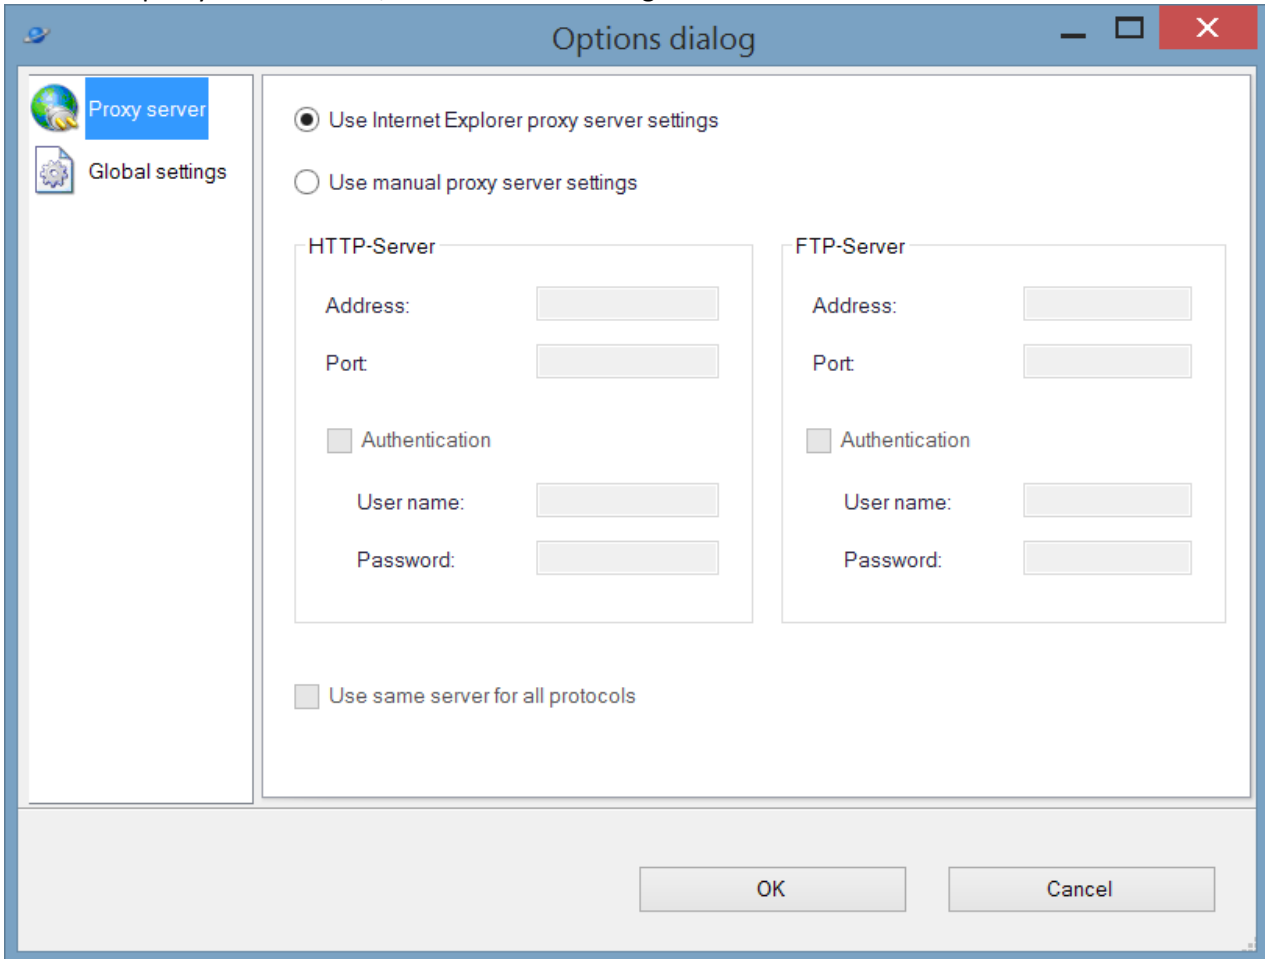 Options dialog
Proxy server
Global settings
Use Internet Explorer proxy server settings
Use manual proxy server settings
HTTP-Server
Address:
Port:
Authentication
User name:
Password:
FTP-Server
Address:
Port:
Authentication
User name:
Password:
Use same server for all protocols
OK
Cancel